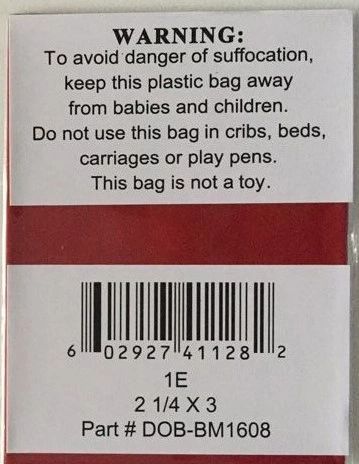 WARNING:
To avoid danger of suffocation,
keep this plastic bag away
from babies and children.
Do not use this bag in cribs, beds,
carriages or play pens.
This bag is not a toy.
6 02927 41128 2
1E
2 1/4 X 3
Part # DOB-BM1608